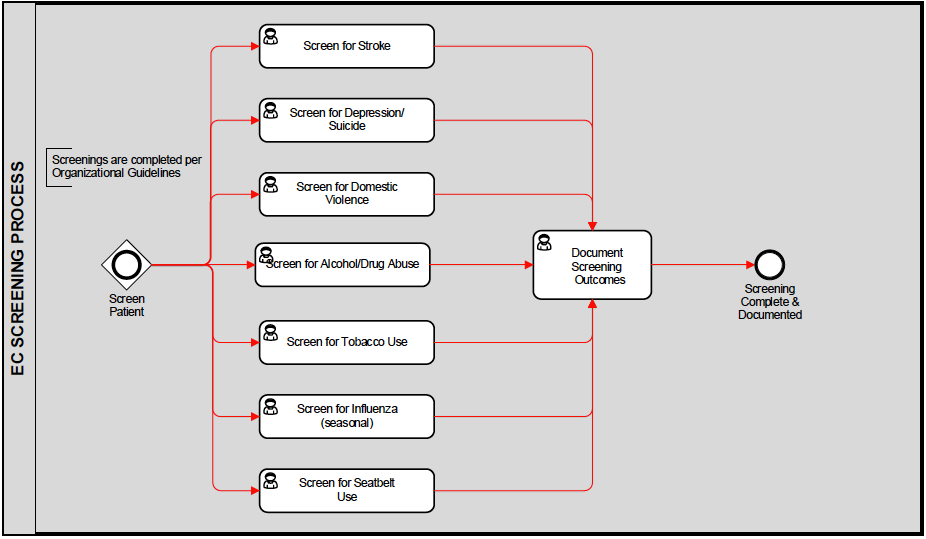 EC SCREENING PROCESS
Screenings are completed per
Organizational Guidelines
Screen
Patient
Screen for Stroke
Screen for Depression/
Suicide
Screen for Domestic
Violence
Screen for Alcohol/Drug Abuse
Screen for Tobacco Use
Screen for Influenza
(seasonal)
Screen for Seatbelt
Use
Document
Screening
Outcomes
Screening
Complete &
Documented